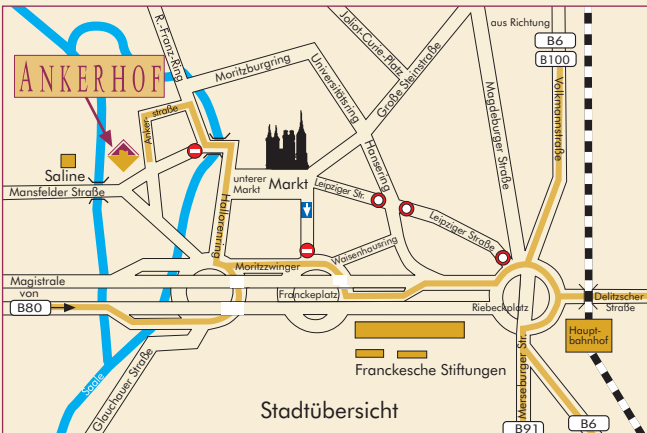 aus Richtung
B6
B100
R.-Franz-Ring
Joliot-Curie-Platz
Große Steinstraße
ANKERHOF
Moritzburgring
Universitätsring
Volkmannstraße
Magdeburger Straße
Anker-
straße
Hansering
Saline
unterer
Markt
Markt
Leipziger Str.
Mansfelder Straße
Hallorenring
Leipziger Straße
Waisenhausring
Moritzzwinger
Magistrale
von
B80
Franckeplatz
Riebeckplatz
Delitzscher
Straße
Haupt-
bahnhof
Franckesche Stiftungen
Merseburger Str.
Glauchauer Straße
Saale
Stadtübersicht
B91
B6